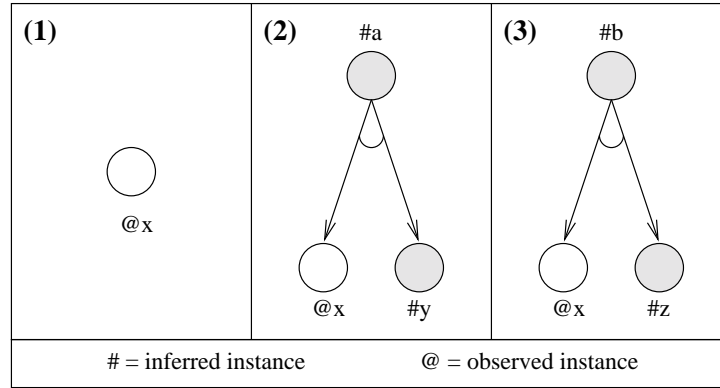 (1)
@x
(2)
#a
@x
#y
(3)
#b
@x
#z
# = inferred instance
@ = observed instance